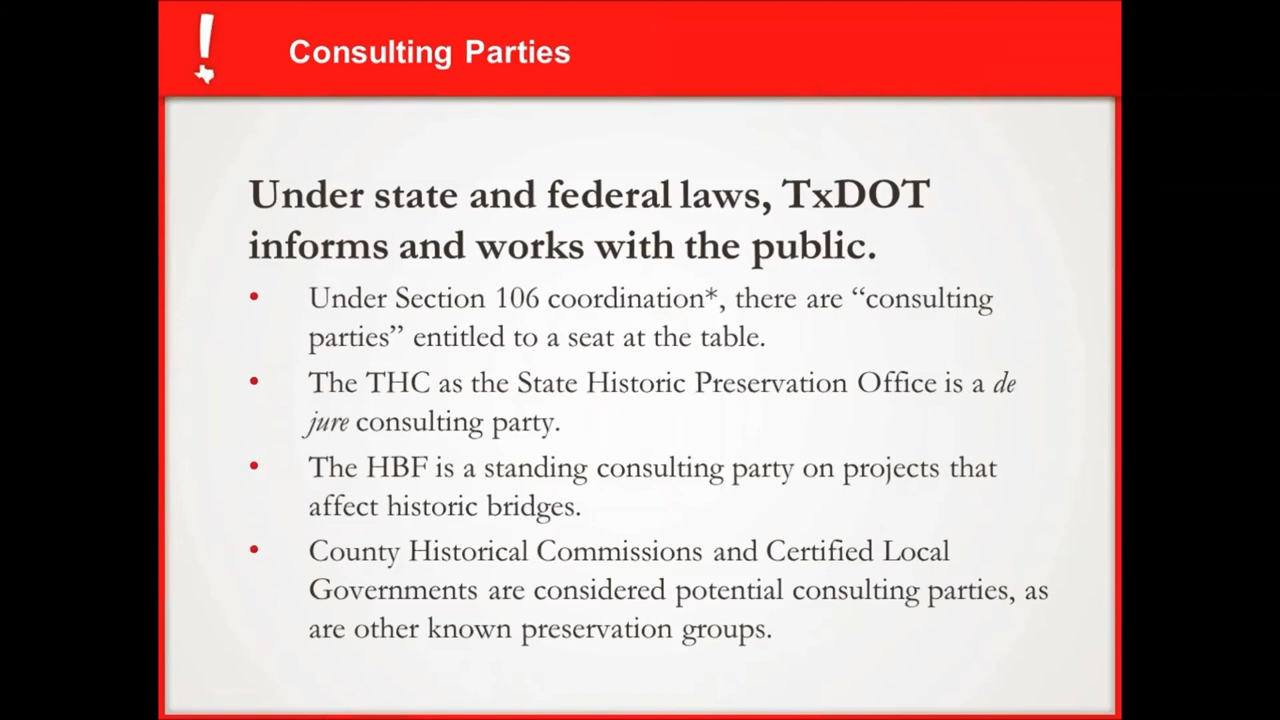 Consulting Parties
Under state and federal laws, TxDOT
informs and works with the public.
• Under Section 106 coordination*, there are “consulting
parties” entitled to a seat at the table.
• The THC as the State Historic Preservation Office is a de
jure consulting party.
• The HBF is a standing consulting party on projects that
affect historic bridges.
• County Historical Commissions and Certified Local
Governments are considered potential consulting parties, as
are other known preservation groups.